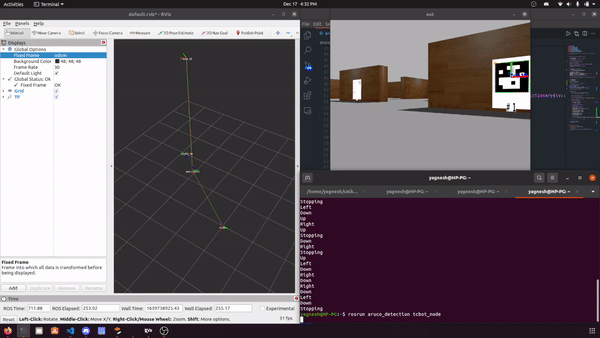 Activities
Terminal
Dec 17 4:32 PM
default.rviz* - RViz
File Panels Help
Interact
Move Camera
Select
Focus Camera
Measure
2D Pose Estimate
2D Nav Goal
Publish Point
Displays
Global Options
Fixed Frame
odom
Background Color
48; 48; 48
Frame Rate
30
Default Light
Global Status: Ok
Fixed Frame
OK
Grid
TF
Fixed Frame
Frame into which all data is transformed before
being displayed.
Add
Duplicate
Remove
Rename
Time
ROS Time: 711.88
ROS Elapsed: 253.92
Wall Time: 1639738925.43
Wall Elapsed: 255.17
Experimental
Reset
Left-Click: Rotate. Middle-Click: Move X/Y. Right-Click/Mouse Wheel: Zoom. Shift: More options.
31 fps
out
File Edit
yagnesh@HP-PG: ~
yagnesh@HP-PG: ~
yagnesh@HP-PG: ~
yagnesh@HP-PG: ~
Stopping
Left
Down
Up
Right
Up
Stopping
Down
Right
Stopping
Up
Left
Down
Left
Down
Right
Down
Left
Down
Stopping
yagnesh@HP-PG:~$ rosrun aruco_detection tcbot_node